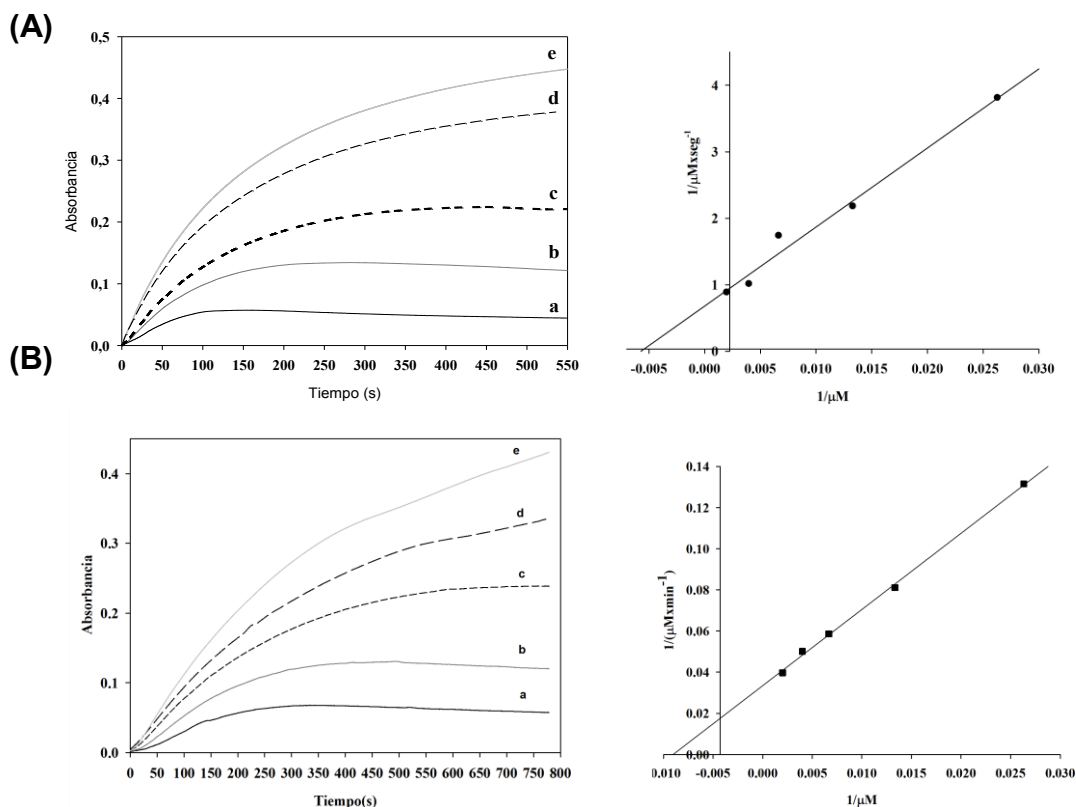 (A)
0,5
0,4
0,3
0,2
0,1
0,0
Absorbancia
e
d
c
b
a
0 50 100 150 200 250 300 350 400 450 500 550
Tiempo (s)
4
3
2
1
0
1/µMxseg-1
-0.005 0.000 0.005 0.010 0.015 0.020 0.025 0.030
1/µM
(B)
0.4
0.3
0.2
0.1
0.0
Absorbancia
e
d
c
b
a
0 50 100 150 200 250 300 350 400 450 500 550 600 650 700 750 800
Tiempo(s)
0.14
0.12
0.10
0.08
0.06
0.04
0.02
0.00
1/(µMxmin-1)
0.010 -0.005 0.000 0.005 0.010 0.015 0.020 0.025 0.030
1/µM